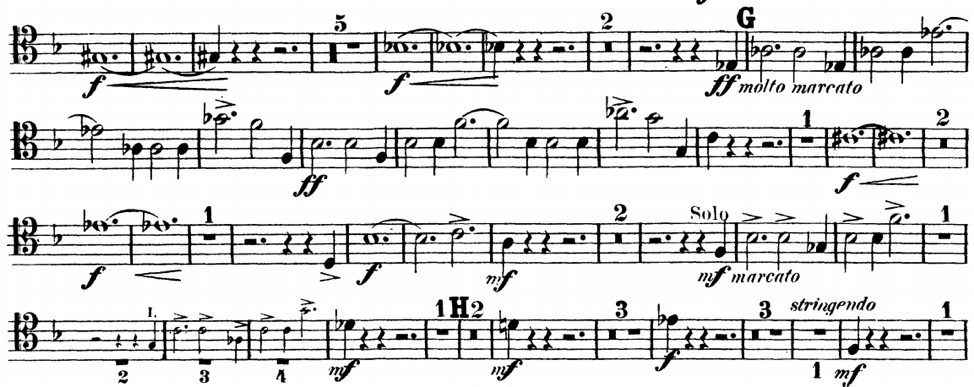 5 2 G
f f ff molto marcato
1 2
ff f
1 2 Solo 1
f f mf mf marcato
I. 1 H 2 3 3 stringendo 1
2 3 4 mf mf f 1 mf